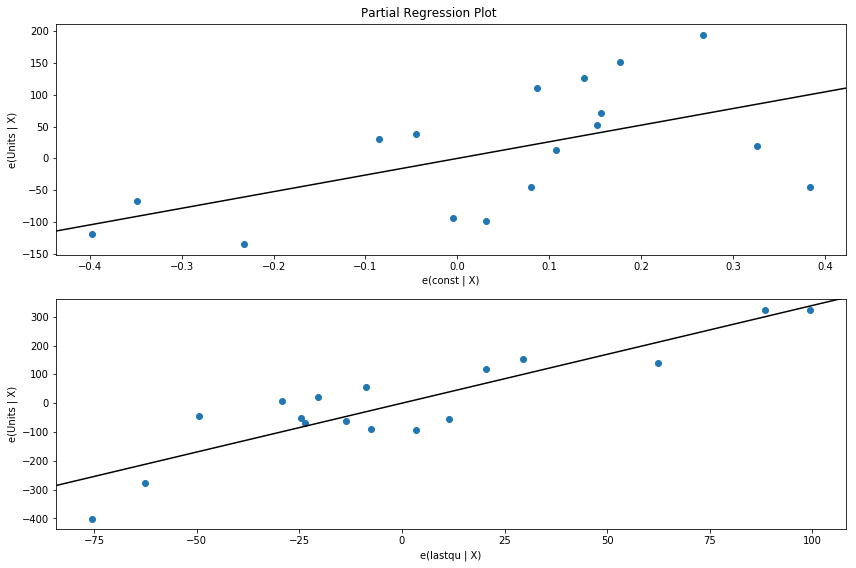 Partial Regression Plot
200
150
100
50
0
−50
−100
−150
e(Units | X)
−0.4 −0.3 −0.2 −0.1 0.0 0.1 0.2 0.3 0.4
e(const | X)
300
200
100
0
−100
−200
−300
−400
e(Units | X)
−75 −50 −25 0 25 50 75 100
e(lastqu | X)